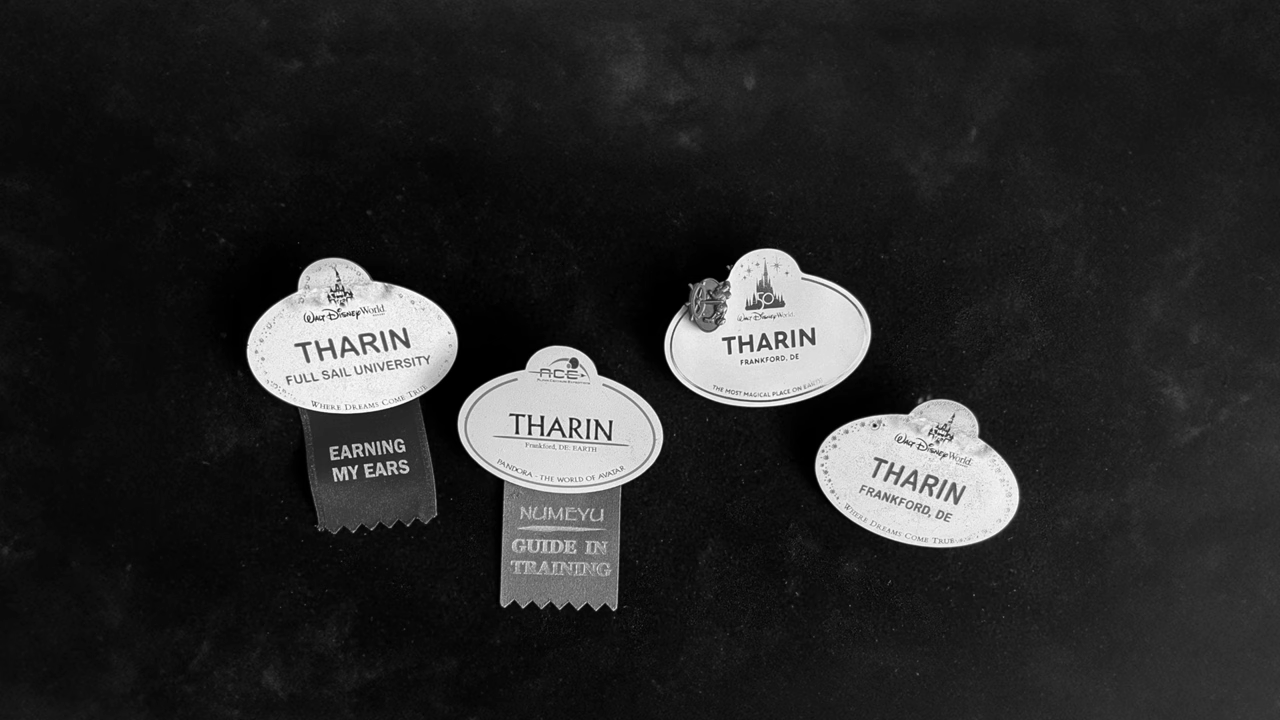 Walt Disney World
THARIN
FULL SAIL UNIVERSITY
WHERE DREAMS COME TRUE
EARNING
MY EARS
ACE
THARIN
Frankford, DE: EARTH
PANDORA - THE WORLD OF AVATAR
NUMEYU
GUIDE IN
TRAINING
50
Walt Disney World
THARIN
FRANKFORD, DE
THE MOST MAGICAL PLACE ON EARTH
Walt Disney World
THARIN
FRANKFORD, DE
WHERE DREAMS COME TRUE